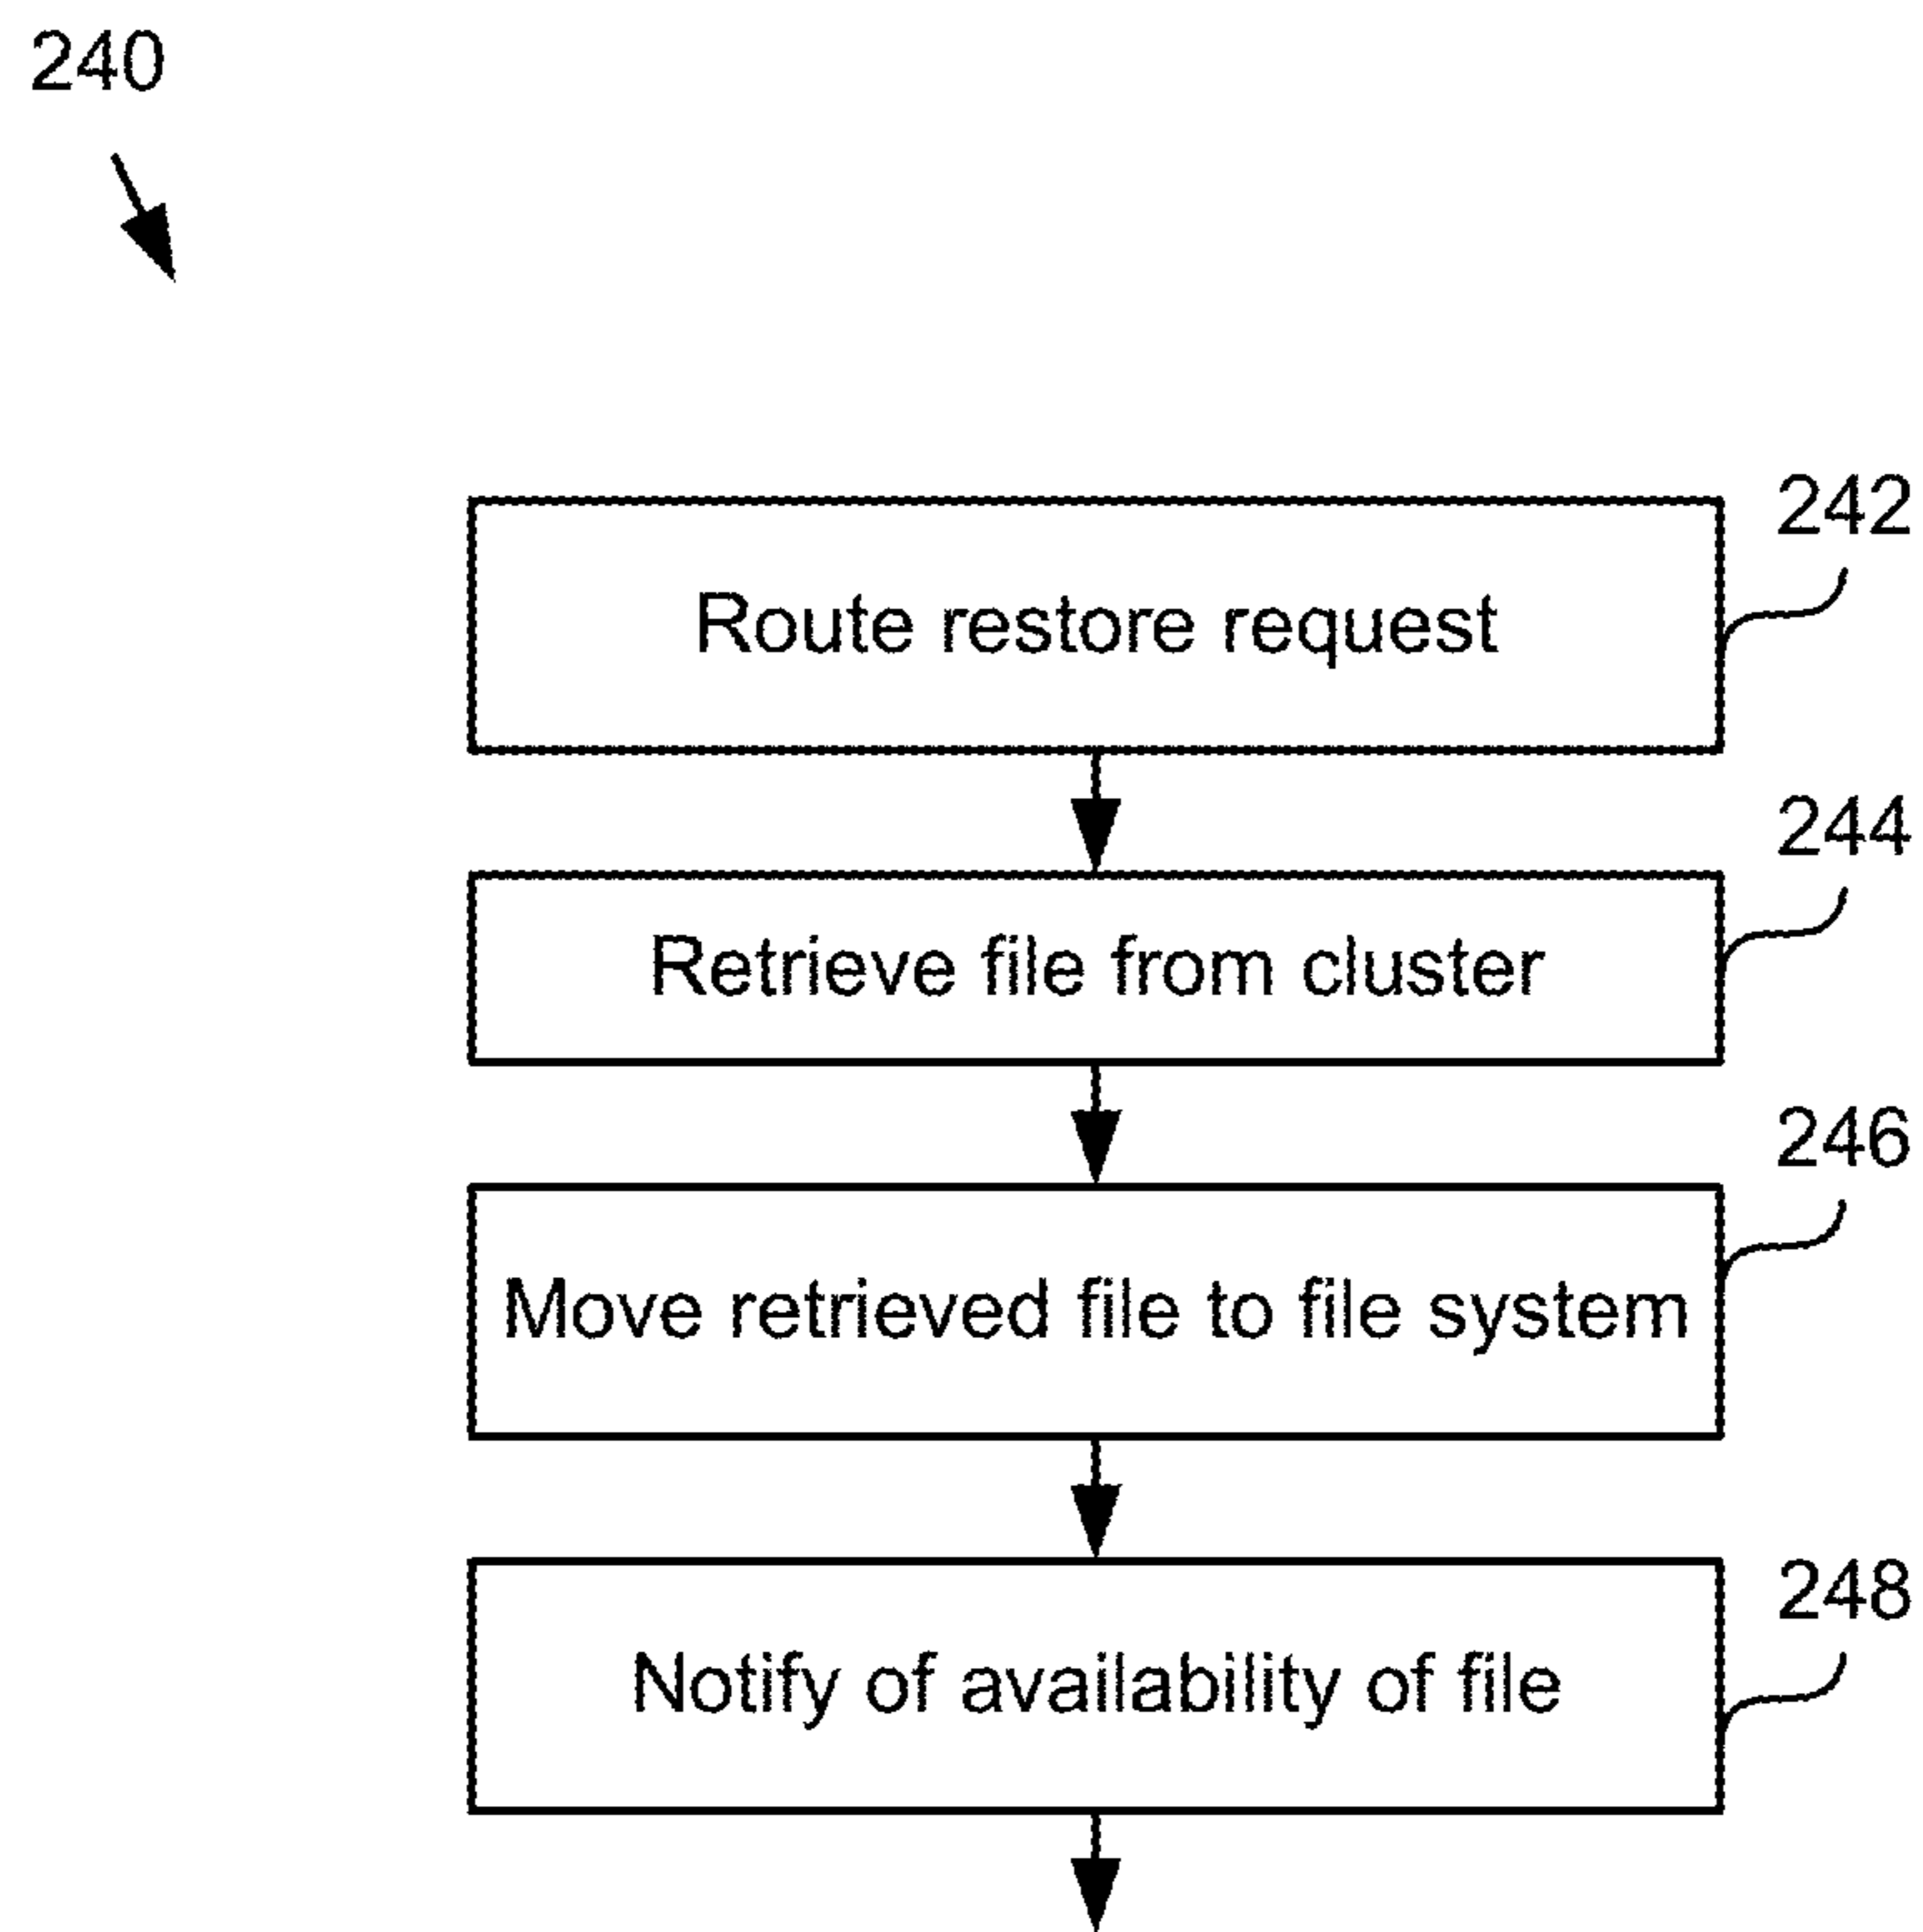 240
242
Route restore request
244
Retrieve file from cluster
246
Move retrieved file to file system
248
Notify of availability of file